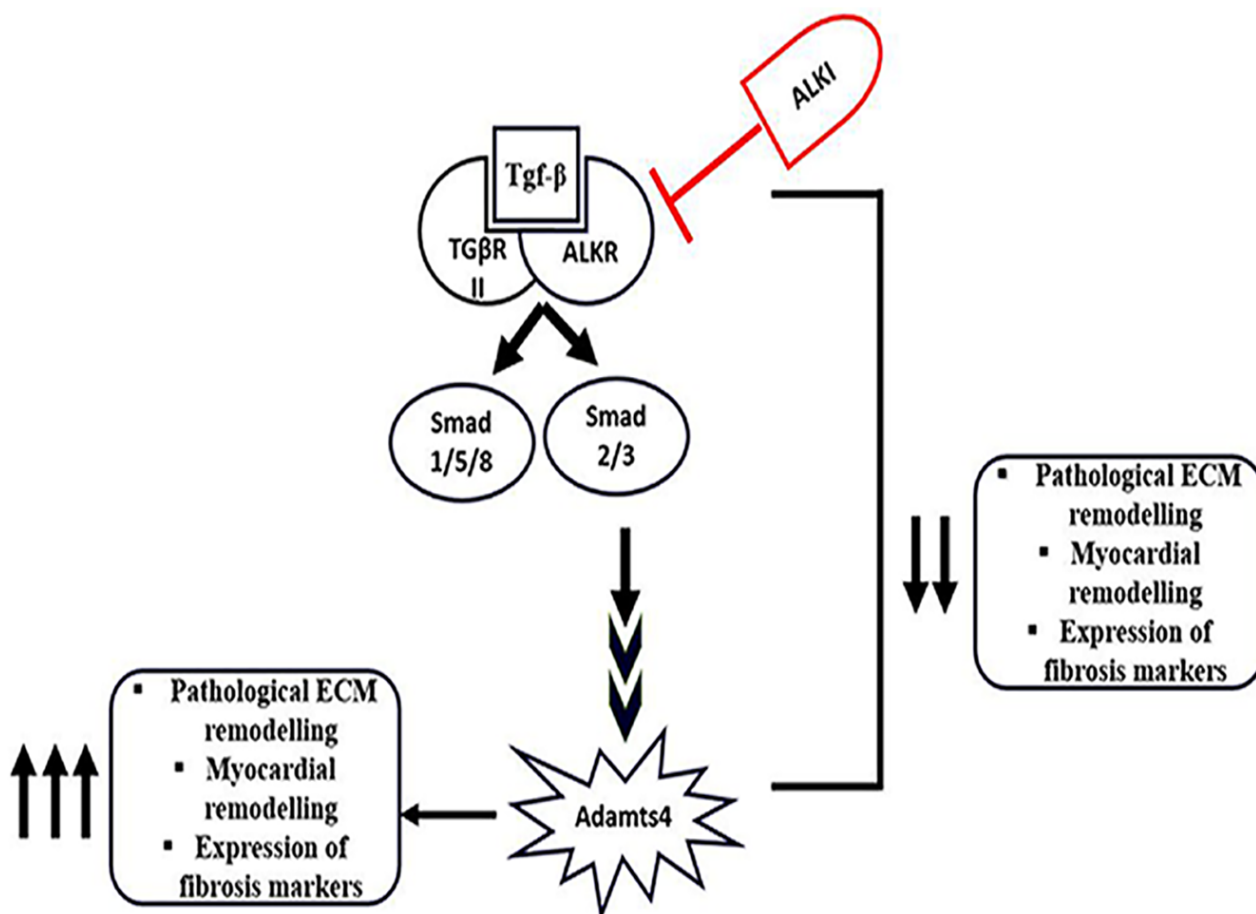 ALKI
Tgf-β
TGβR
II
ALKR
Smad
1/5/8
Smad
2/3
▪ Pathological ECM
remodelling
▪ Myocardial
remodelling
▪ Expression of
fibrosis markers
▪ Pathological ECM
remodelling
▪ Myocardial
remodelling
▪ Expression of
fibrosis markers
Adamts4